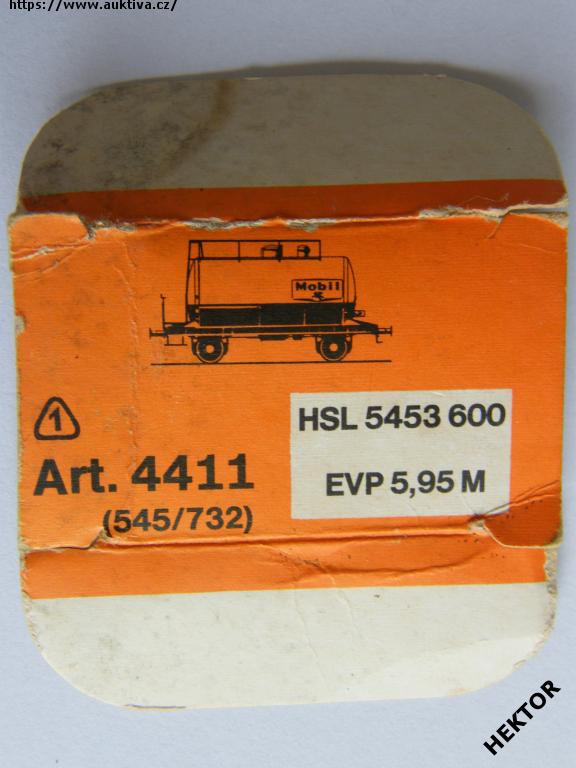 https://www.auktiva.cz/
Mobil
1
HSL 5453 600
Art. 4411
EVP 5,95 M
(545/732)
HEKTOR